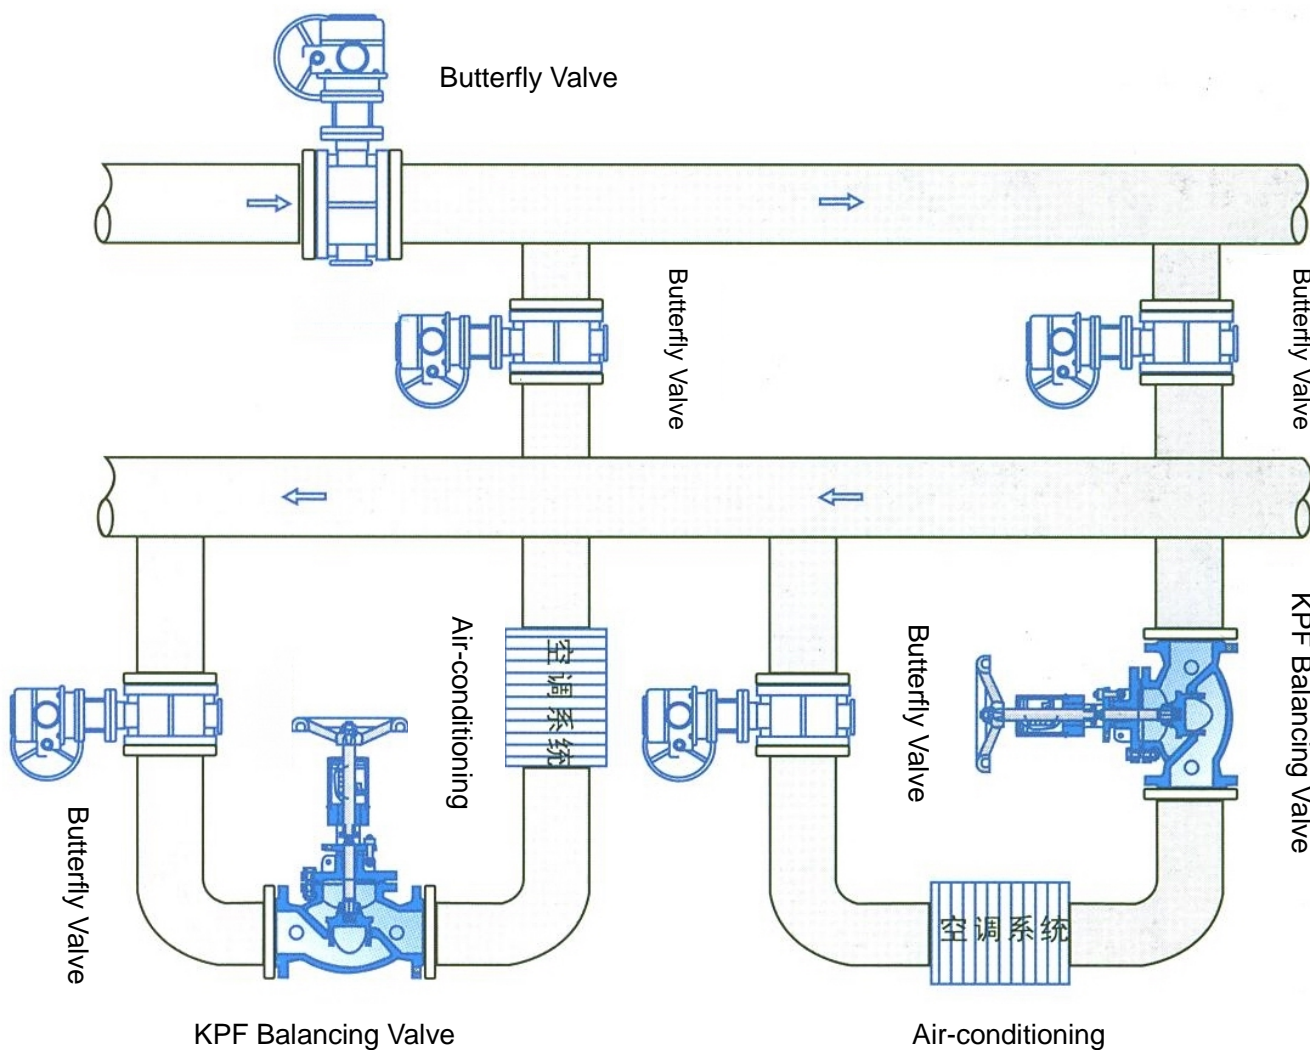 Butterfly Valve
Butterfly Valve
Butterfly Valve
Air-conditioning
空调系统
Butterfly Valve
KPF Balancing Valve
Butterfly Valve
空调系统
KPF Balancing Valve
Air-conditioning